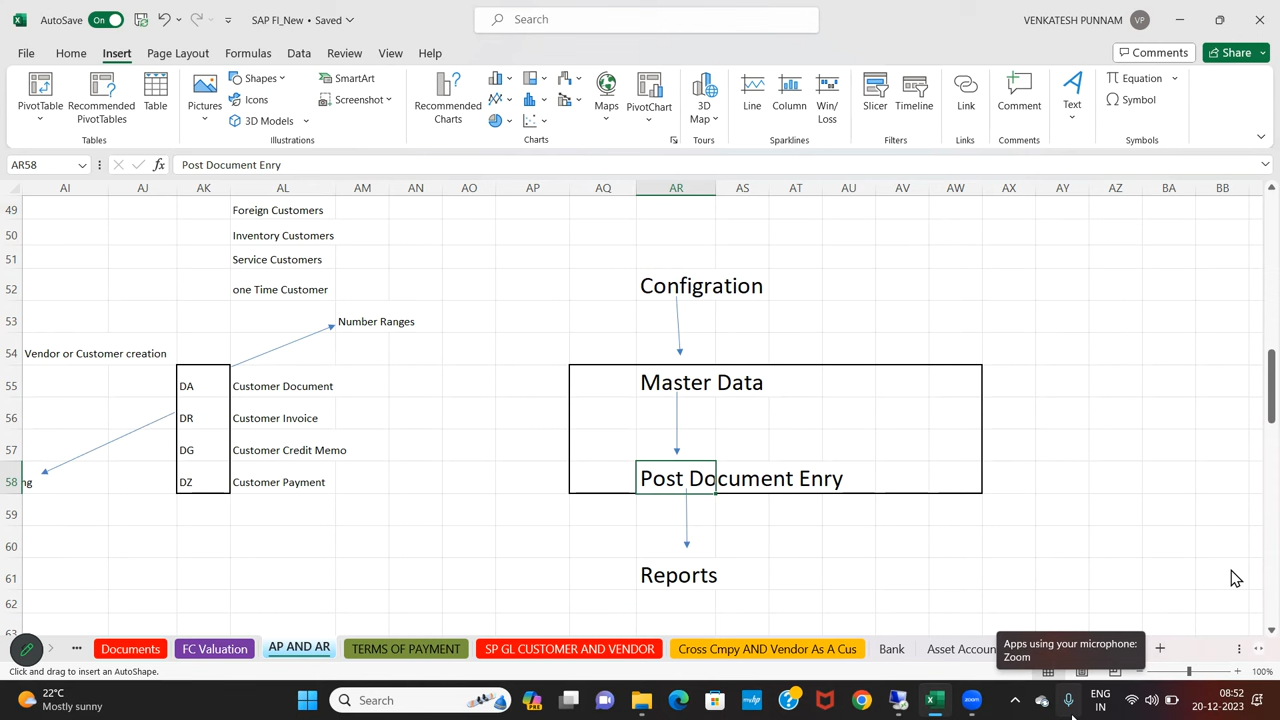 AutoSave On SAP FI_New • Saved Search VENKATESH PUNNAM VP
File Home Insert Page Layout Formulas Data Review View Help Comments Share
PivotTable Recommended PivotTables Table Pictures Shapes Icons 3D Models SmartArt Screenshot Recommended Charts Maps PivotChart 3D Map Line Column Win/Loss Slicer Timeline Link Comment Text Equation Symbol
Tables Illustrations Charts Tours Sparklines Filters Links Comments Symbols
AR58 fx Post Document Enry
AI AJ AK AL AM AN AO AP AQ AR AS AT AU AV AW AX AY AZ BA BB
49 Foreign Customers
50 Inventory Customers
51 Service Customers
52 one Time Customer Configration
53 Number Ranges
54 Vendor or Customer creation
55 DA Customer Document Master Data
56 DR Customer Invoice
57 DG Customer Credit Memo
58 ng DZ Customer Payment Post Document Enry
59
60
61 Reports
62
63
Documents FC Valuation AP AND AR TERMS OF PAYMENT SP GL CUSTOMER AND VENDOR Cross Cmpy AND Vendor As A Cus Bank Asset Accoun
Apps using your microphone:
Zoom
Click and drag to insert an AutoShape. 100%
22°C
Mostly sunny
Search
PRE
ENG
IN
08:52
20-12-2023